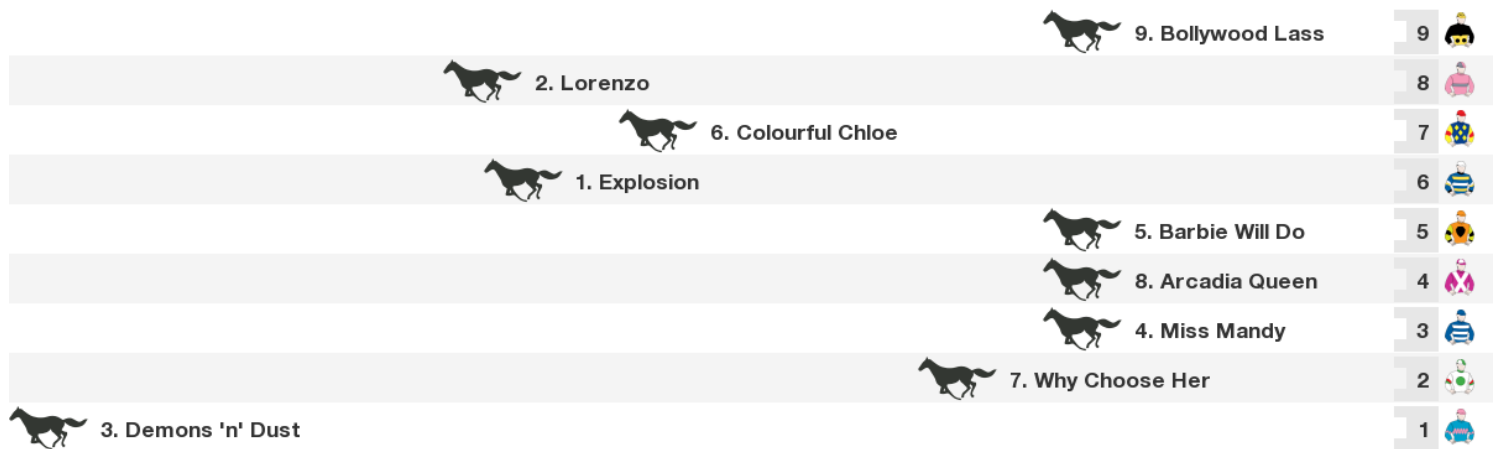 9. Bollywood Lass 9
2. Lorenzo 8
6. Colourful Chloe 7
1. Explosion 6
5. Barbie Will Do 5
8. Arcadia Queen 4
4. Miss Mandy 3
7. Why Choose Her 2
3. Demons 'n' Dust 1